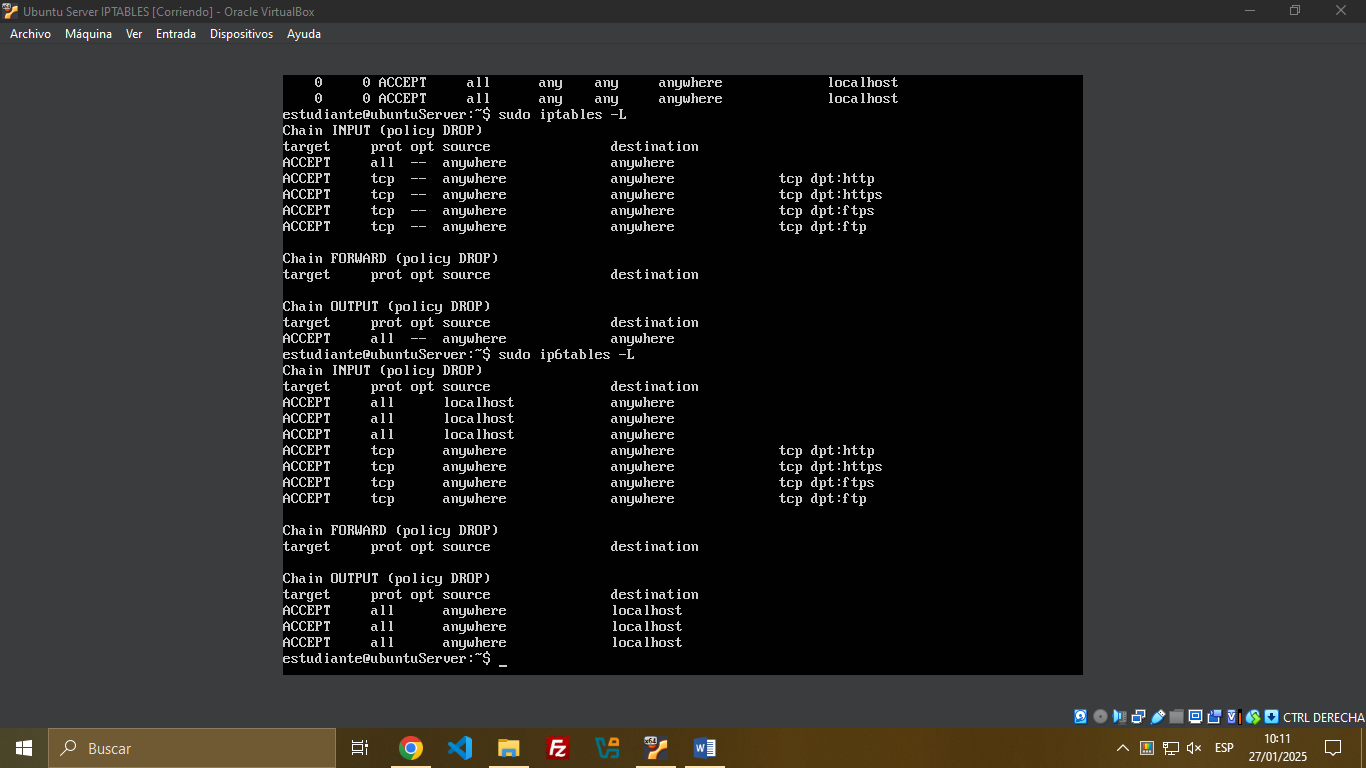 Ubuntu Server IPTABLES [Corriendo] - Oracle VirtualBox
Archivo Máquina Ver Entrada Dispositivos Ayuda
0 0 ACCEPT all any any anywhere localhost
0 0 ACCEPT all any any anywhere localhost
estudiante@ubuntuServer:~$ sudo iptables -L
Chain INPUT (policy DROP)
target prot opt source destination
ACCEPT all -- anywhere anywhere
ACCEPT tcp -- anywhere anywhere tcp dpt:http
ACCEPT tcp -- anywhere anywhere tcp dpt:https
ACCEPT tcp -- anywhere anywhere tcp dpt:ftps
ACCEPT tcp -- anywhere anywhere tcp dpt:ftp
Chain FORWARD (policy DROP)
target prot opt source destination
Chain OUTPUT (policy DROP)
target prot opt source destination
ACCEPT all -- anywhere anywhere
estudiante@ubuntuServer:~$ sudo ip6tables -L
Chain INPUT (policy DROP)
target prot opt source destination
ACCEPT all localhost anywhere
ACCEPT all localhost anywhere
ACCEPT all localhost anywhere
ACCEPT tcp anywhere anywhere tcp dpt:http
ACCEPT tcp anywhere anywhere tcp dpt:https
ACCEPT tcp anywhere anywhere tcp dpt:ftps
ACCEPT tcp anywhere anywhere tcp dpt:ftp
Chain FORWARD (policy DROP)
target prot opt source destination
Chain OUTPUT (policy DROP)
target prot opt source destination
ACCEPT all anywhere localhost
ACCEPT all anywhere localhost
ACCEPT all anywhere localhost
estudiante@ubuntuServer:~$ _
CTRL DERECHA
Buscar
ESP
10:11
27/01/2025